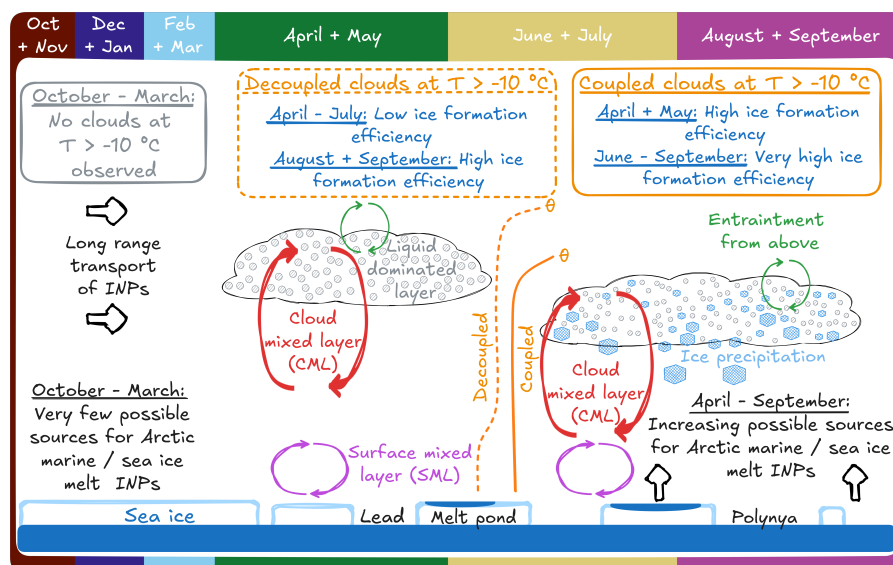 Oct
+ Nov
Dec
+ Jan
Feb
+ Mar
April + May
June + July
August + September
October - March:
No clouds at
T > -10 °C
observed
Decoupled clouds at T > -10 °C
April - July: Low ice formation
efficiency
August + September: High ice
formation efficiency
Coupled clouds at T > -10 °C
April + May: High ice formation
efficiency
June - September: Very high ice
formation efficiency
Long range
transport
of INPs
Liquid
dominated
layer
Cloud
mixed layer
(CML)
θ
θ
Decoupled
Coupled
Entraintment
from above
Ice precipitation
Cloud
mixed layer
(CML)
October - March:
Very few possible
sources for Arctic
marine / sea ice
melt INPs
Surface mixed
layer (SML)
April - September:
Increasing possible sources
for Arctic marine / sea ice
melt INPs
Sea ice
Lead
Melt pond
Polynya